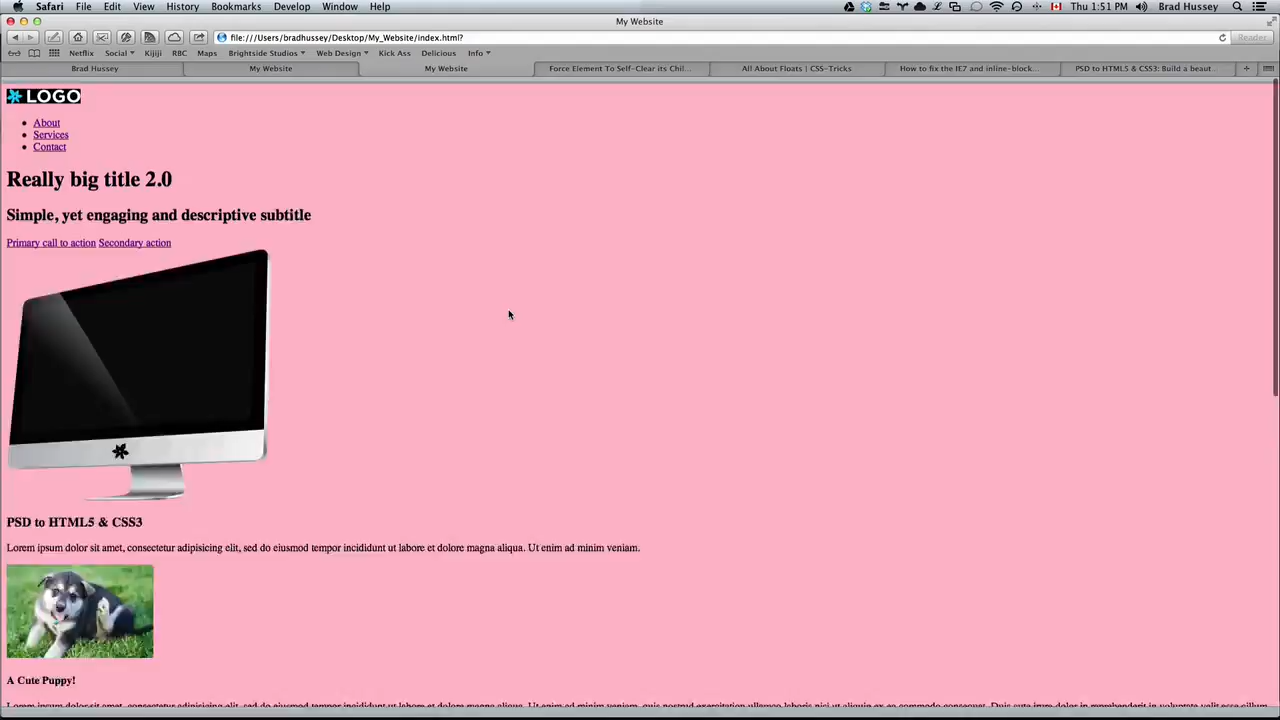 Safari File Edit View History Bookmarks Develop Window Help Thu 1:51 PM Brad Hussey
My Website
file:///Users/bradhussey/Desktop/My_Website/index.html? Reader
Netflix Social Kijiji RBC Maps Brightside Studios Web Design Kick Ass Delicious Info
Brad Hussey My Website My Website Force Element To Self-Clear its Chil... All About Floats | CSS-Tricks How to fix the IE7 and inline-block... PSD to HTML5 & CSS3: Build a beaut...
LOGO
• About
• Services
• Contact
Really big title 2.0
Simple, yet engaging and descriptive subtitle
Primary call to action Secondary action
PSD to HTML5 & CSS3
Lorem ipsum dolor sit amet, consectetur adipisicing elit, sed do eiusmod tempor incididunt ut labore et dolore magna aliqua. Ut enim ad minim veniam.
A Cute Puppy!